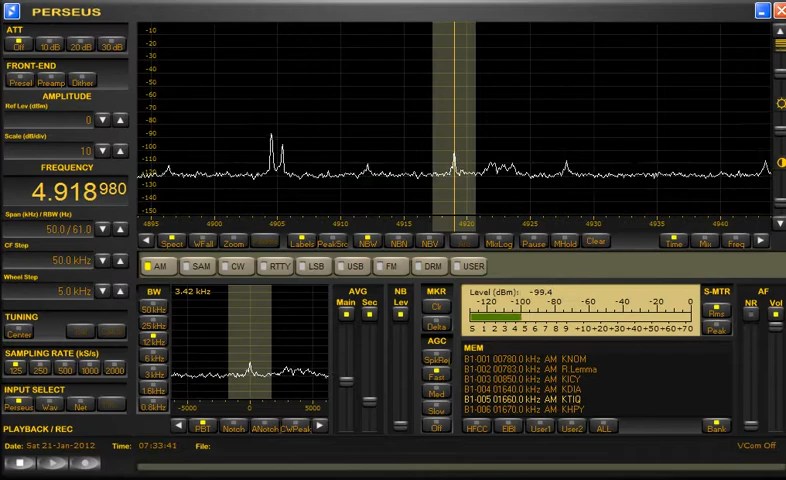 PERSEUS
ATT
Off 10 dB 20 dB 30 dB
FRONT-END
Presel Preamp Dither
AMPLITUDE
Ref Lev (dBm)
0
Scale (dB/div)
10
FREQUENCY
4.918980
Span (kHz) / RBW (Hz)
50.0 / 61.0
CF Step
50.0 kHz
Wheel Step
5.0 kHz
TUNING
Center
SAMPLING RATE (kS/s)
125 250 500 1000 2000
INPUT SELECT
Perseus Wav Net
PLAYBACK / REC
-10
-20
-30
-40
-50
-60
-70
-80
-90
-100
-110
-120
-130
-140
-150
4895 4900 4905 4910 4915 4920 4925 4930 4935 4940
Spect WFall Zoom Labels PeakSrc NBW NBN NBV MkrLog Pause MHold Clear Time Mix Freq
AM SAM CW RTTY LSB USB FM DRM USER
BW
50 kHz
25 kHz
12 kHz
6 kHz
3 kHz
1.6kHz
0.8kHz
3.42 kHz
-5000 0 5000
PBT Notch ANotch CWPeak
AVG
Main Sec
NB
Lev
MKR
Clr
Delta
AGC
SpkRej
Fast
Med
Slow
Off
Level (dBm): -99.4
-120 -100 -80 -60 -40 -20 0
S 1 2 3 4 5 6 7 8 9 +10 +20 +30 +40 +50 +60 +70
S-MTR
Rms
Peak
AF
NR Vol
MEM
B1-001 00780.0 kHz AM KNOM
B1-002 00783.0 kHz AM R.Lemma
B1-003 00850.0 kHz AM KICY
B1-004 01640.0 kHz AM KDIA
B1-005 01660.0 kHz AM KTIQ
B1-006 01670.0 kHz AM KHPY
HFCC EIBI User1 User2 ALL Bank
Date: Sat 21-Jan-2012 Time: 07:33:41 File:
VCom Off